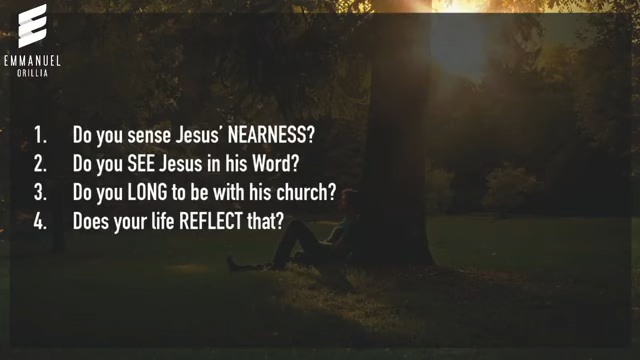 EMMANUEL
ORILLIA
1. Do you sense Jesus' NEARNESS?
2. Do you SEE Jesus in his Word?
3. Do you LONG to be with his church?
4. Does your life REFLECT that?